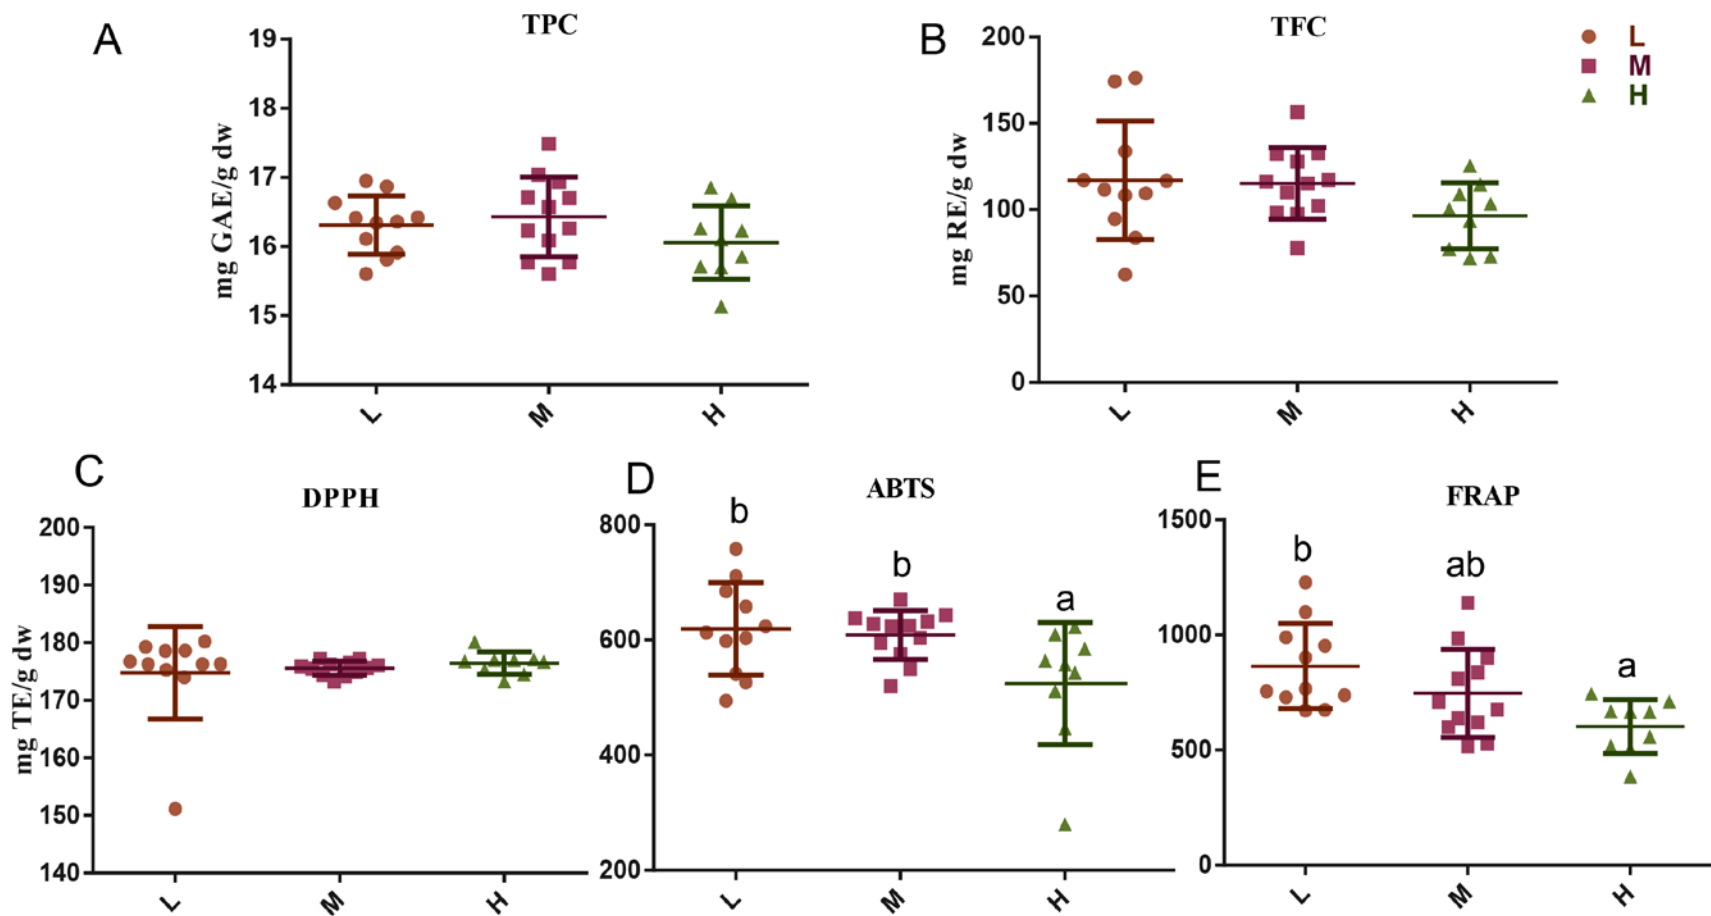 A
TPC
mg GAE/g dw
19
18
17
16
15
14
L
M
H
B
TFC
mg RE/g dw
200
150
100
50
0
L
M
H
L
M
H
C
DPPH
mg TE/g dw
200
190
180
170
160
150
140
L
M
H
D
ABTS
800
600
400
200
b
b
a
L
M
H
E
FRAP
1500
1000
500
0
b
ab
a
L
M
H